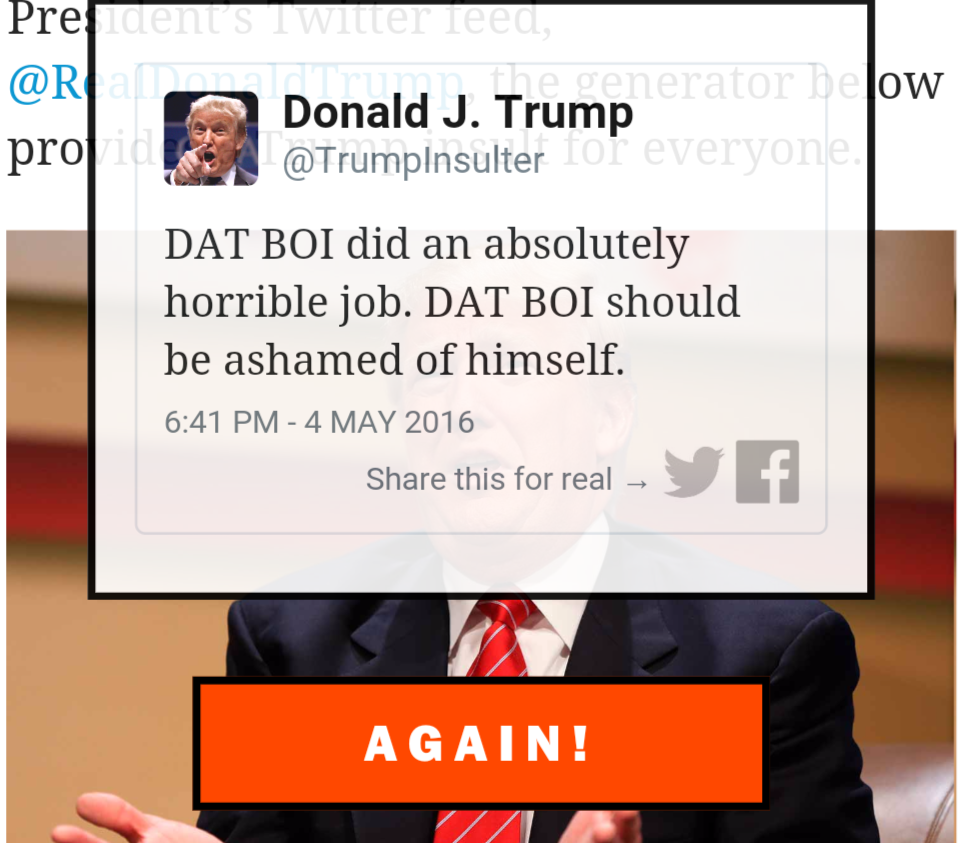 President's Twitter feed,
@RealDonaldTrump, the generator below
provides A Trump insult for everyone.
Donald J. Trump
@TrumpInsulter
DAT BOI did an absolutely
horrible job. DAT BOI should
be ashamed of himself.
6:41 PM - 4 MAY 2016
Share this for real →
AGAIN!